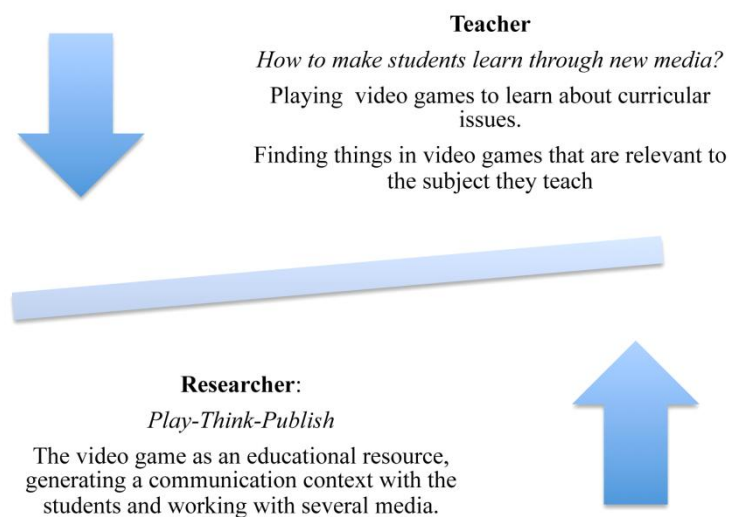 Teacher
How to make students learn through new media?
Playing video games to learn about curricular
issues.
Finding things in video games that are relevant to
the subject they teach
Researcher:
Play-Think-Publish
The video game as an educational resource,
generating a communication context with the
students and working with several media.